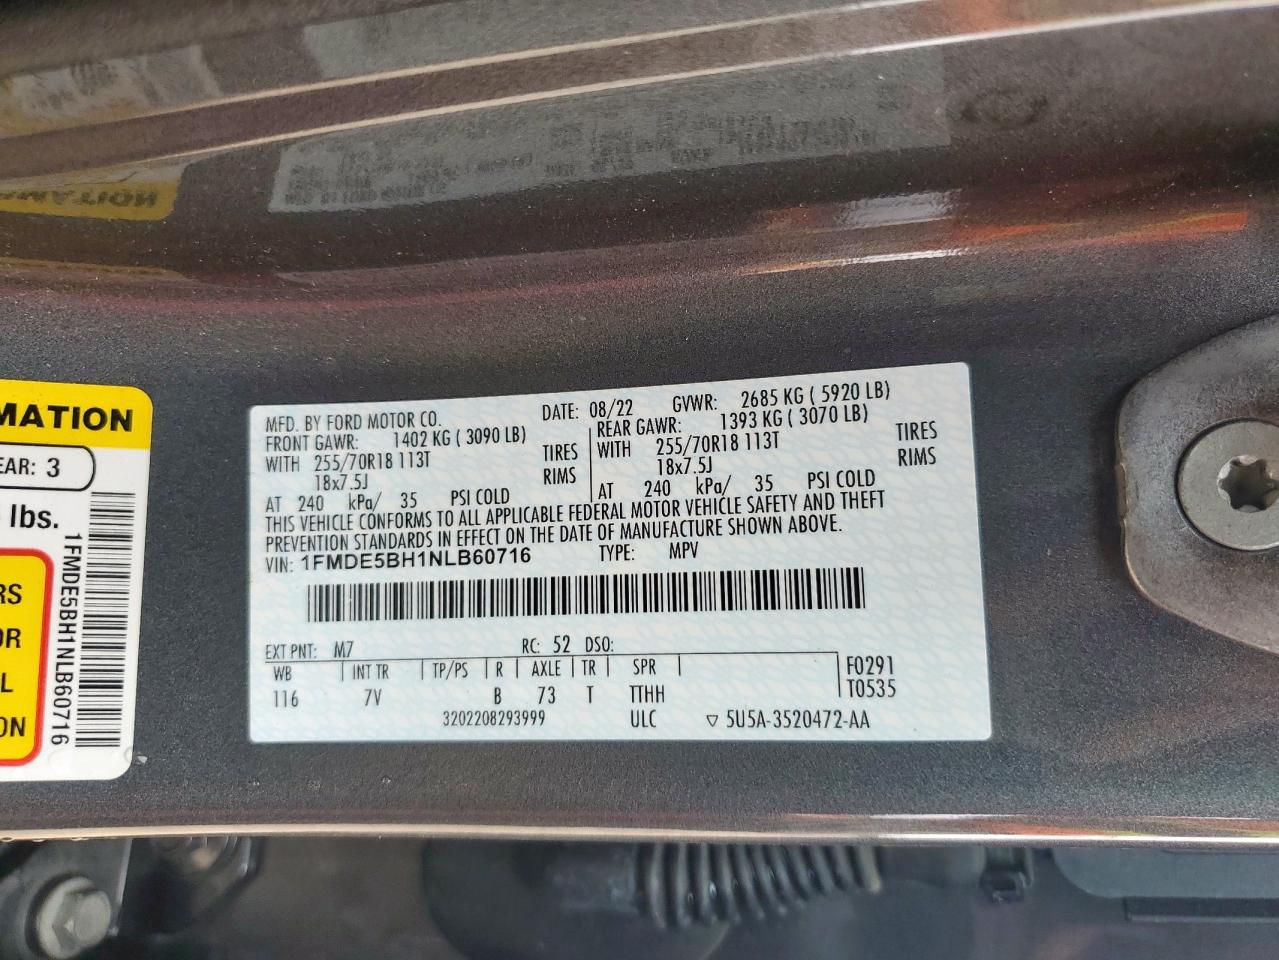 MATION
EAR: 3
lbs.
RS
OR
L
ON
1FMDE5BH1NLB60716
MFD. BY FORD MOTOR CO.
DATE: 08/22 GVWR: 2685 KG ( 5920 LB)
FRONT GAWR: 1402 KG ( 3090 LB)
WITH 255/70R18 113T TIRES
18x7.5J RIMS
AT 240 kPa/ 35 PSI COLD
REAR GAWR: 1393 KG ( 3070 LB)
WITH 255/70R18 113T TIRES
18x7.5J RIMS
AT 240 kPa/ 35 PSI COLD
THIS VEHICLE CONFORMS TO ALL APPLICABLE FEDERAL MOTOR VEHICLE SAFETY AND THEFT
PREVENTION STANDARDS IN EFFECT ON THE DATE OF MANUFACTURE SHOWN ABOVE.
VIN: 1FMDE5BH1NLB60716 TYPE: MPV
EXT PNT: M7 RC: 52 DSO:
WB INT TR TP/PS R AXLE TR SPR F0291
116 7V B 73 T TTHH T0535
3202208293999 ULC ▽ 5U5A-3520472-AA